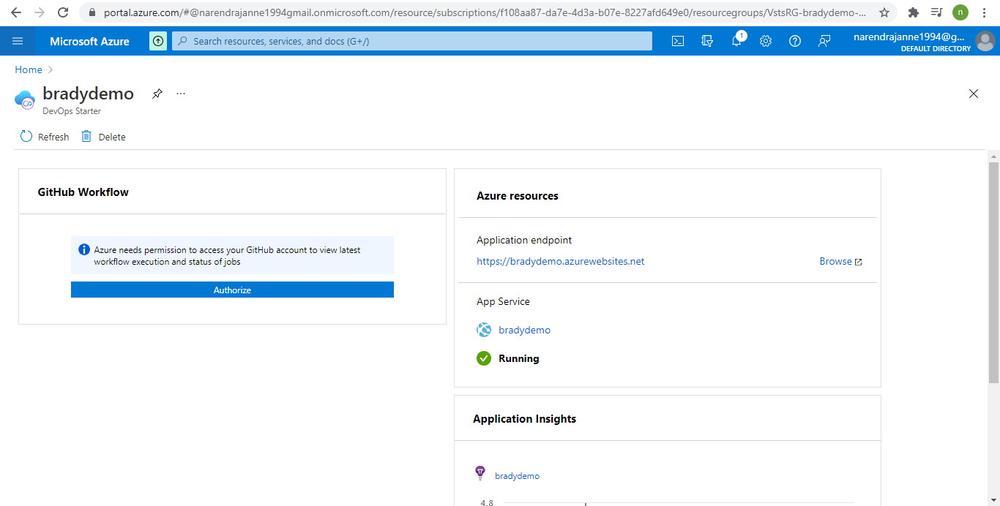 portal.azure.com/#@narendrajanne1994gmail.onmicrosoft.com/resource/subscriptions/f108aa87-da7e-4d3a-b07e-8227afd649e0/resourcegroups/VstsRG-bradydemo-...
n
Microsoft Azure
Search resources, services, and docs (G+/)
1
narendrajanne1994@g...
DEFAULT DIRECTORY
Home
bradydemo
...
DevOps Starter
Refresh
Delete
GitHub Workflow
Azure needs permission to access your GitHub account to view latest
workflow execution and status of jobs
Authorize
Azure resources
Application endpoint
https://bradydemo.azurewebsites.net
Browse
App Service
bradydemo
Running
Application Insights
bradydemo
4.8